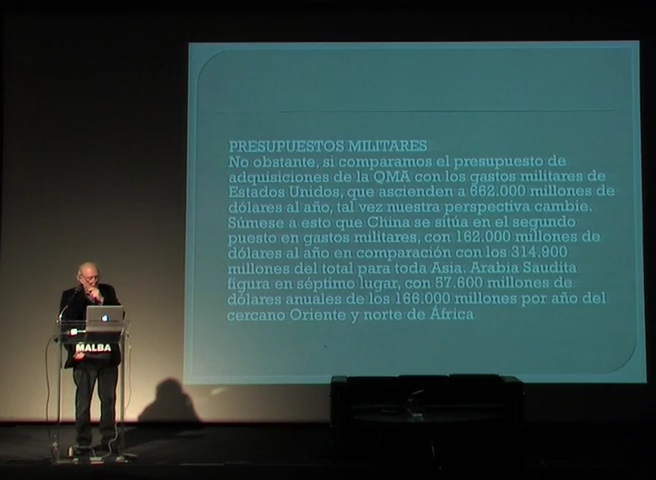 PRESUPUESTOS MILITARES
No obstante, si comparamos el presupuesto de
adquisiciones de la QMA con los gastos militares de
Estados Unidos, que ascienden a 662.000 millones de
dólares al año, tal vez nuestra perspectiva cambie.
Súmese a esto que China se sitúa en el segundo
puesto en gastos militares, con 162.000 millones de
dólares al año en comparación con los 314.900
millones del total para toda Asia. Arabia Saudita
figura en séptimo lugar, con 57.600 millones de
dólares anuales de los 166.000 millones por año del
cercano Oriente y norte de África
MALBA